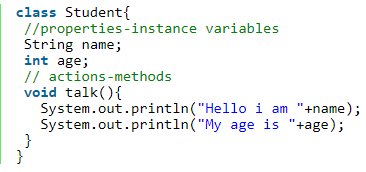 class Student{
//properties-instance variables
String name;
int age;
// actions-methods
void talk(){
System.out.println("Hello i am "+name);
System.out.println("My age is "+age);
}
}